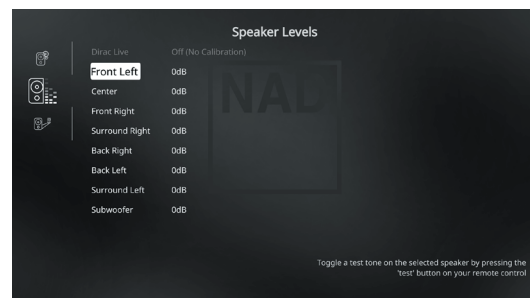 Speaker Levels
Dirac Live Off (No Calibration)
Front Left 0dB
Center 0dB
Front Right 0dB
Surround Right 0dB
Back Right 0dB
Back Left 0dB
Surround Left 0dB
Subwoofer 0dB
NAD
Toggle a test tone on the selected speaker by pressing the
'test' button on your remote control